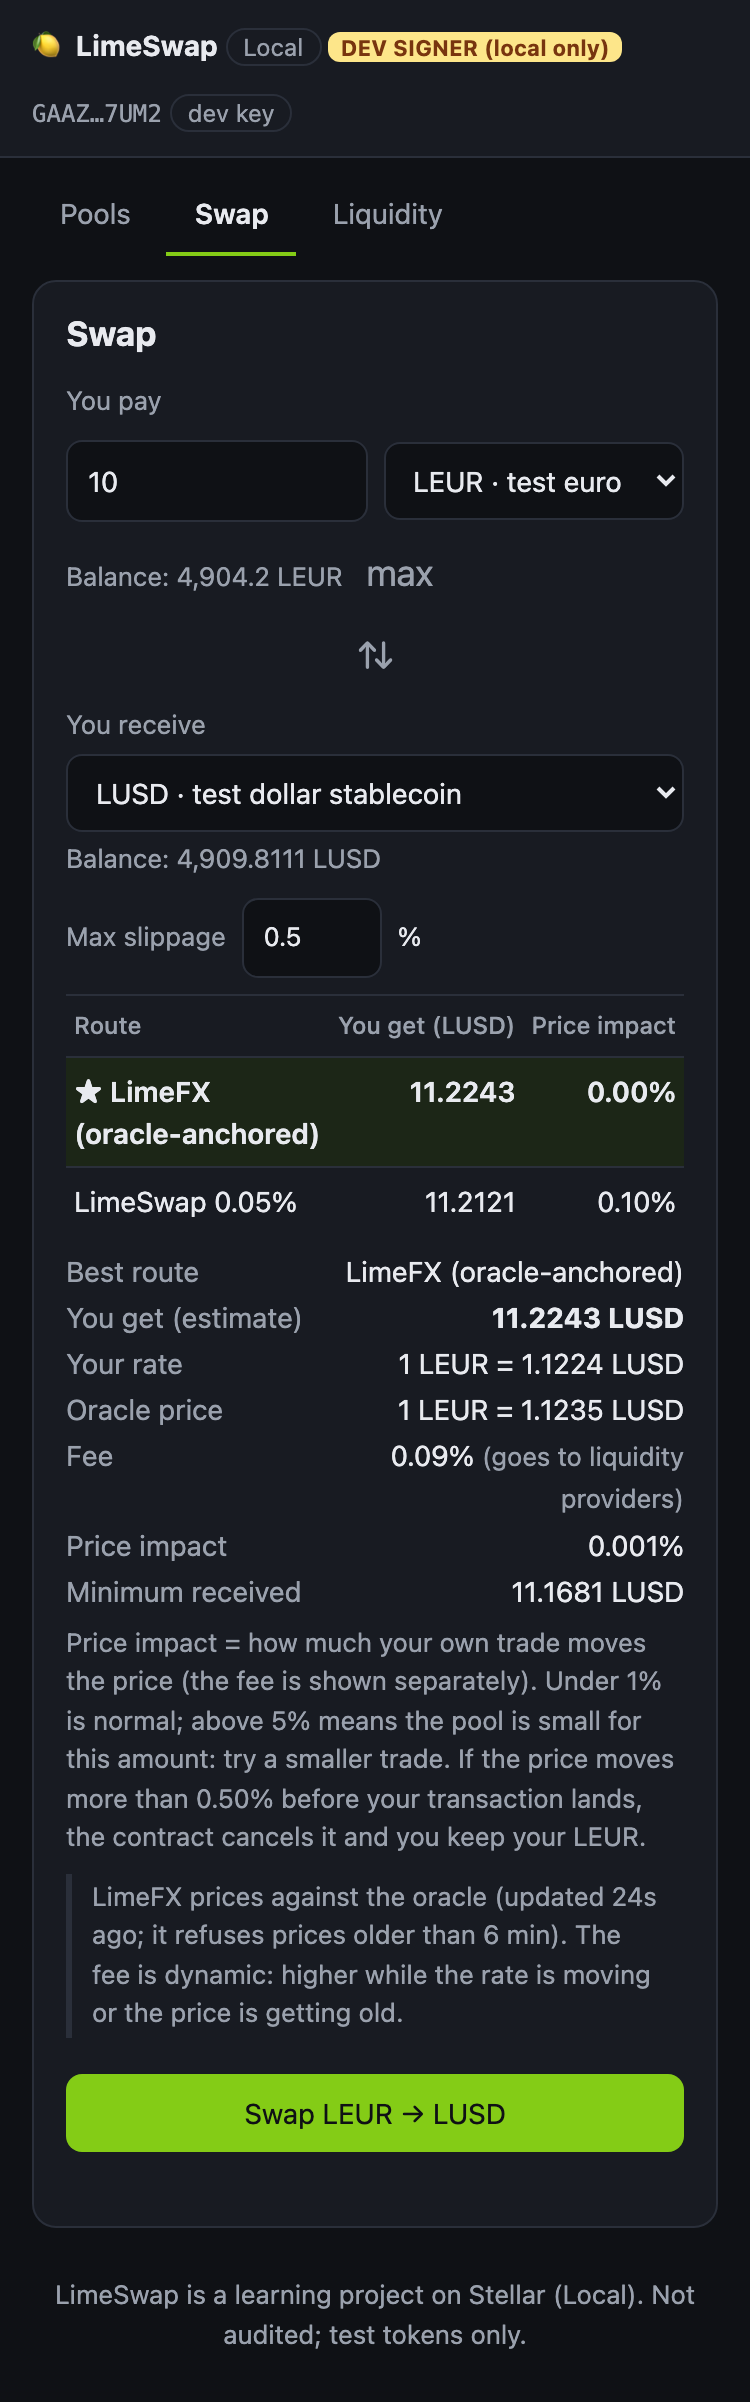 🍋 LimeSwap Local DEV SIGNER (local only)
GAAZ…7UM2 dev key
Pools Swap Liquidity
Swap
You pay
10 LEUR · test euro
Balance: 4,904.2 LEUR max
You receive
LUSD · test dollar stablecoin
Balance: 4,909.8111 LUSD
Max slippage 0.5 %
Route You get (LUSD) Price impact
★ LimeFX 11.2243 0.00%
(oracle-anchored)
LimeSwap 0.05% 11.2121 0.10%
Best route LimeFX (oracle-anchored)
You get (estimate) 11.2243 LUSD
Your rate 1 LEUR = 1.1224 LUSD
Oracle price 1 LEUR = 1.1235 LUSD
Fee 0.09% (goes to liquidity
providers)
Price impact 0.001%
Minimum received 11.1681 LUSD
Price impact = how much your own trade moves
the price (the fee is shown separately). Under 1%
is normal; above 5% means the pool is small for
this amount: try a smaller trade. If the price moves
more than 0.50% before your transaction lands,
the contract cancels it and you keep your LEUR.
LimeFX prices against the oracle (updated 24s
ago; it refuses prices older than 6 min). The
fee is dynamic: higher while the rate is moving
or the price is getting old.
Swap LEUR → LUSD
LimeSwap is a learning project on Stellar (Local). Not
audited; test tokens only.